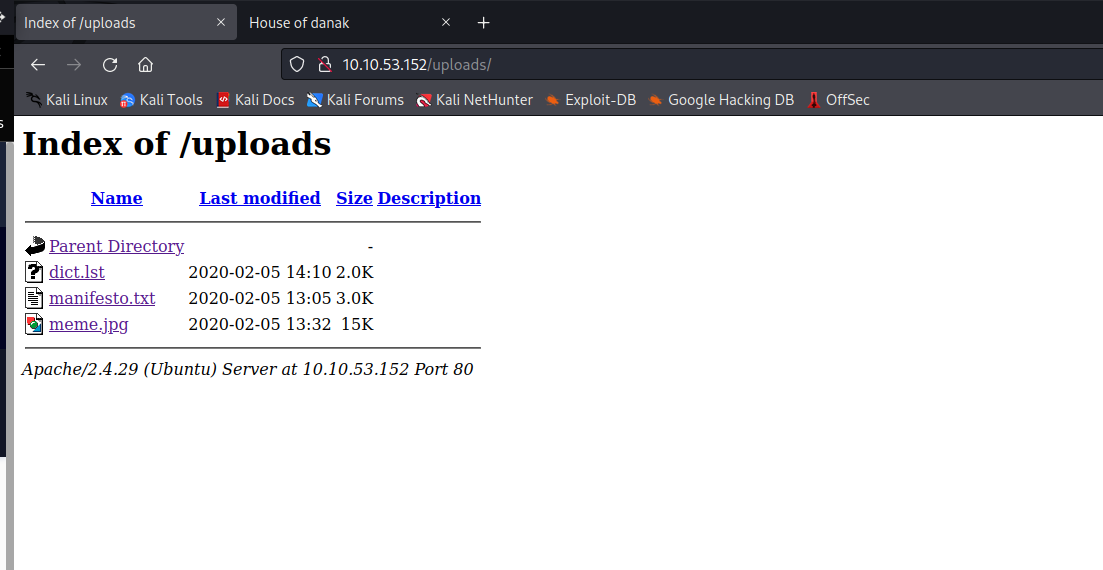 Index of /uploads
House of danak
10.10.53.152/uploads/
Kali Linux Kali Tools Kali Docs Kali Forums Kali NetHunter Exploit-DB Google Hacking DB OffSec
Index of /uploads
Name Last modified Size Description
Parent Directory -
dict.lst 2020-02-05 14:10 2.0K
manifesto.txt 2020-02-05 13:05 3.0K
meme.jpg 2020-02-05 13:32 15K
Apache/2.4.29 (Ubuntu) Server at 10.10.53.152 Port 80